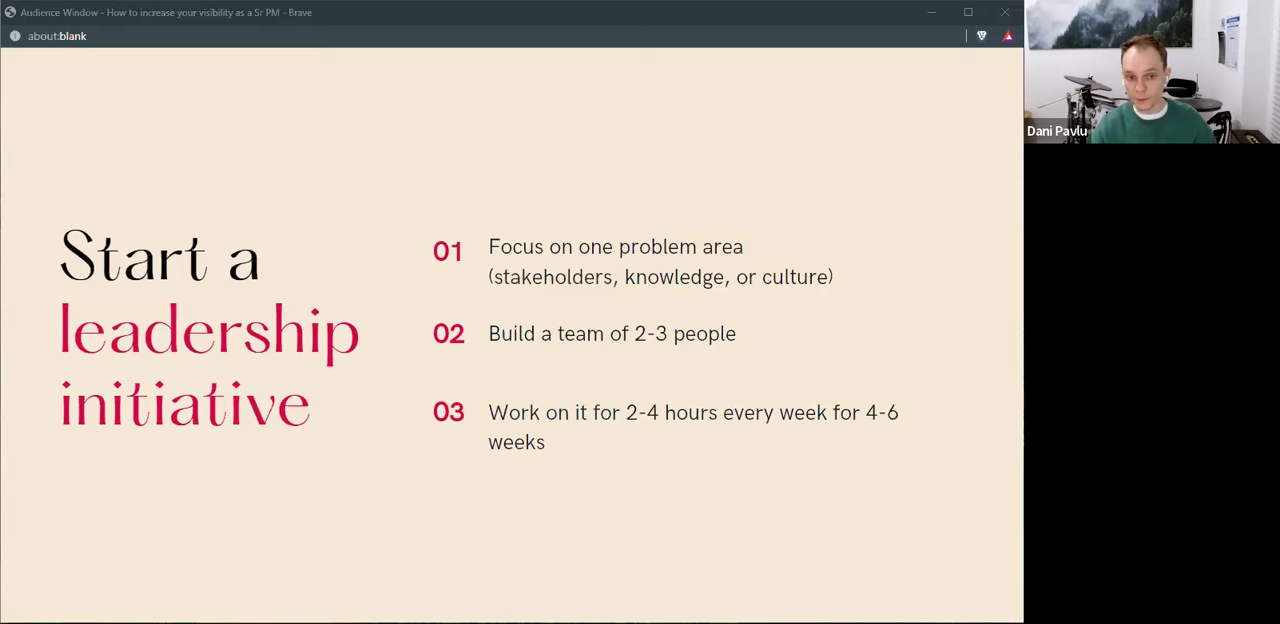 Audience Window - How to increase your visibility as a Sr PM - Brave
about:blank
Start a
leadership
initiative
01 Focus on one problem area
(stakeholders, knowledge, or culture)
02 Build a team of 2-3 people
03 Work on it for 2-4 hours every week for 4-6
weeks
Dani Pavlu